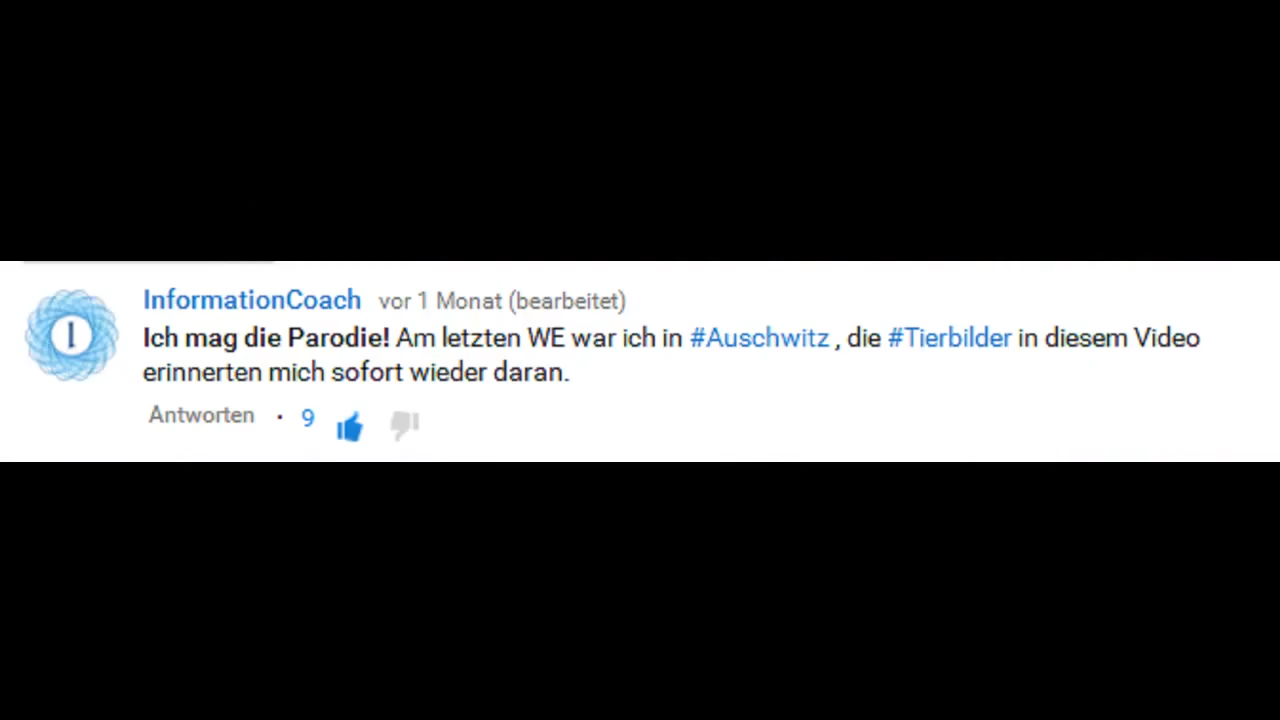 InformationCoach vor 1 Monat (bearbeitet)
Ich mag die Parodie! Am letzten WE war ich in #Auschwitz , die #Tierbilder in diesem Video
erinnerten mich sofort wieder daran.
Antworten · 9